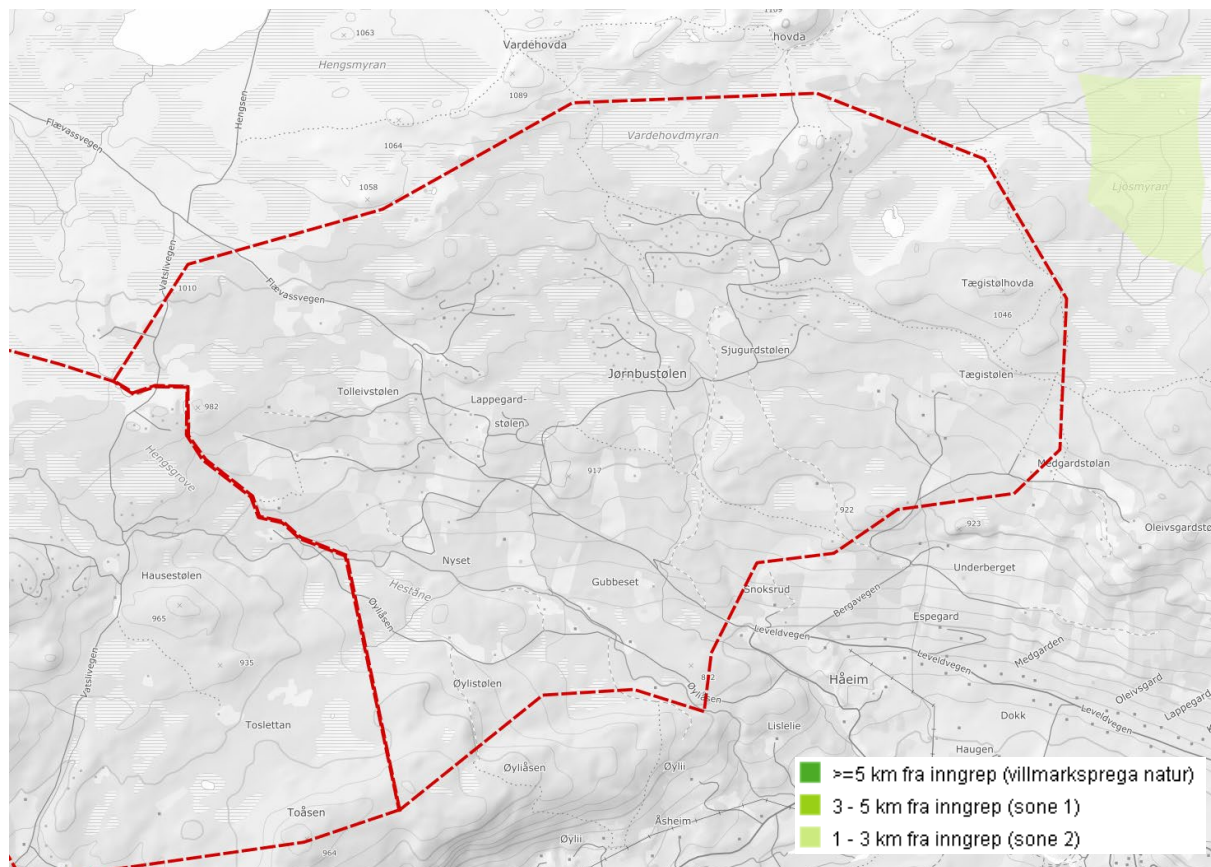 1063
Vardehovda
1109
hovda
Hengsmyran
1089
Hengsen
Flævassvegen
Vardehovdmyran
1064
1058
Ljøsmyran
Vatslivegen
1010
Flævassvegen
Tægistølhovda
1046
Sjugurdstølen
Jørnbustølen
Tægistølen
Tolleivstølen
Lappegard-
stølen
982
Hengsgrove
917
Medgardstølan
922
923
Oleivsgardstø
Nyset
Hausestølen
Gubbeset
Underberget
Heståne
Snoksrud
Øyliåsen
965
Bergavegen
Espegard
Leveldvegen
Medgarden
935
Leveldvegen
Vatslivegen
Øylistølen
Øyliåsen
Håeim
Oleivsgard
Lappegard
Leveldvegen
Toslettan
Lislelie
Dokk
Haugen
Øyliåsen
Øylii
Toåsen
Åsheim
964
Øylii
>=5 km fra inngrep (villmarksprega natur)
3 - 5 km fra inngrep (sone 1)
1 - 3 km fra inngrep (sone 2)